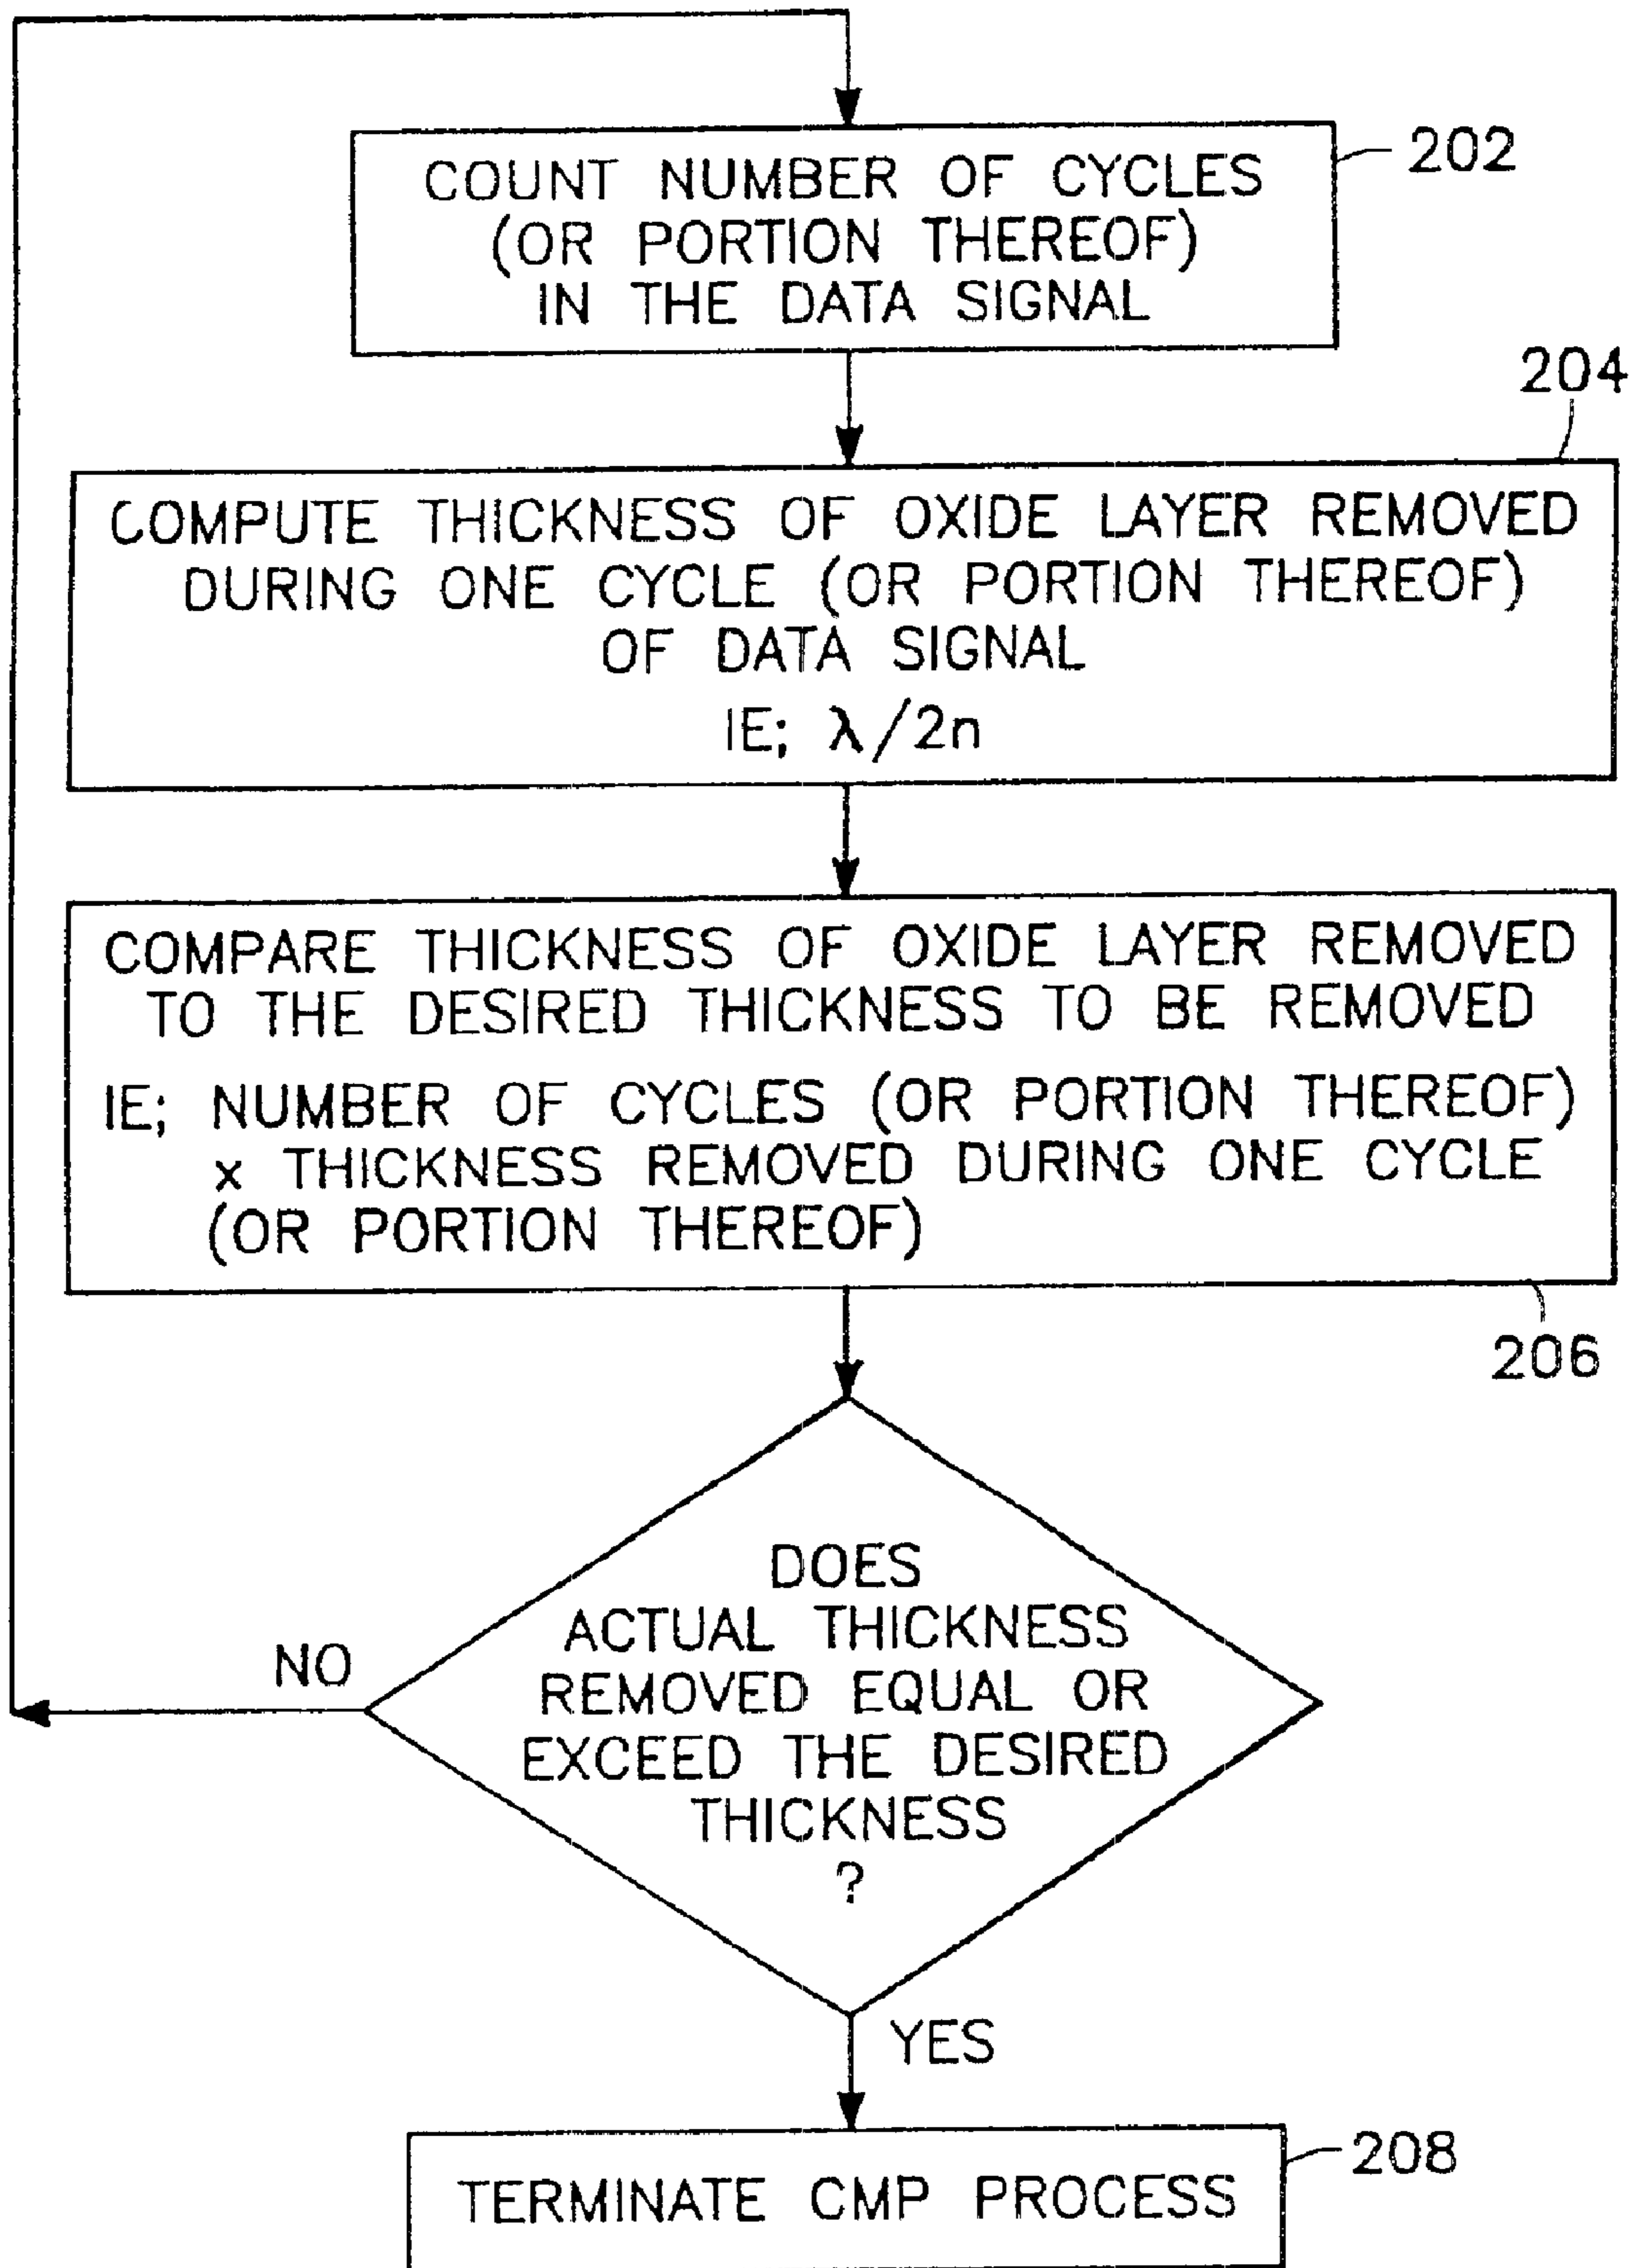 COUNT NUMBER OF CYCLES
(OR PORTION THEREOF)
IN THE DATA SIGNAL
202
204
COMPUTE THICKNESS OF OXIDE LAYER REMOVED
DURING ONE CYCLE (OR PORTION THEREOF)
OF DATA SIGNAL
IE; λ/2n
COMPARE THICKNESS OF OXIDE LAYER REMOVED
TO THE DESIRED THICKNESS TO BE REMOVED
IE; NUMBER OF CYCLES (OR PORTION THEREOF)
x THICKNESS REMOVED DURING ONE CYCLE
(OR PORTION THEREOF)
206
DOES
ACTUAL THICKNESS
REMOVED EQUAL OR
EXCEED THE DESIRED
THICKNESS
?
NO
YES
208
TERMINATE CMP PROCESS